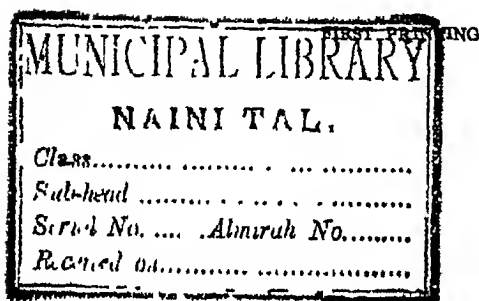 FIRST PRINTING
MUNICIPAL LIBRARY
NAINI TAL.
Class.......... ......... ... ...........
Sub-head ......... . .. . . . ...........
Serial No. .... .Almirah No.........
Received on............ .................